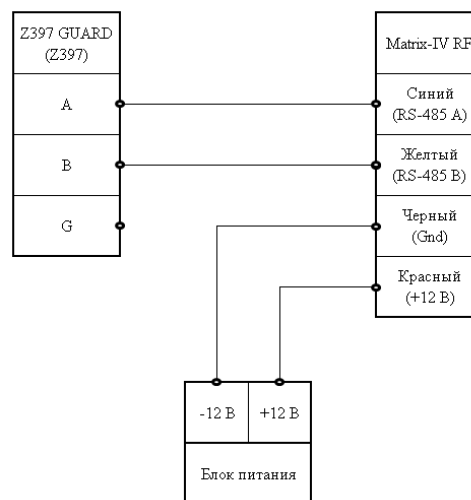 Z397 GUARD
(Z397)
A
B
G
Matrix-IV RF
Синий
(RS-485 A)
Желтый
(RS-485 B)
Черный
(Gnd)
Красный
(+12 В)
-12 В
+12 В
Блок питания